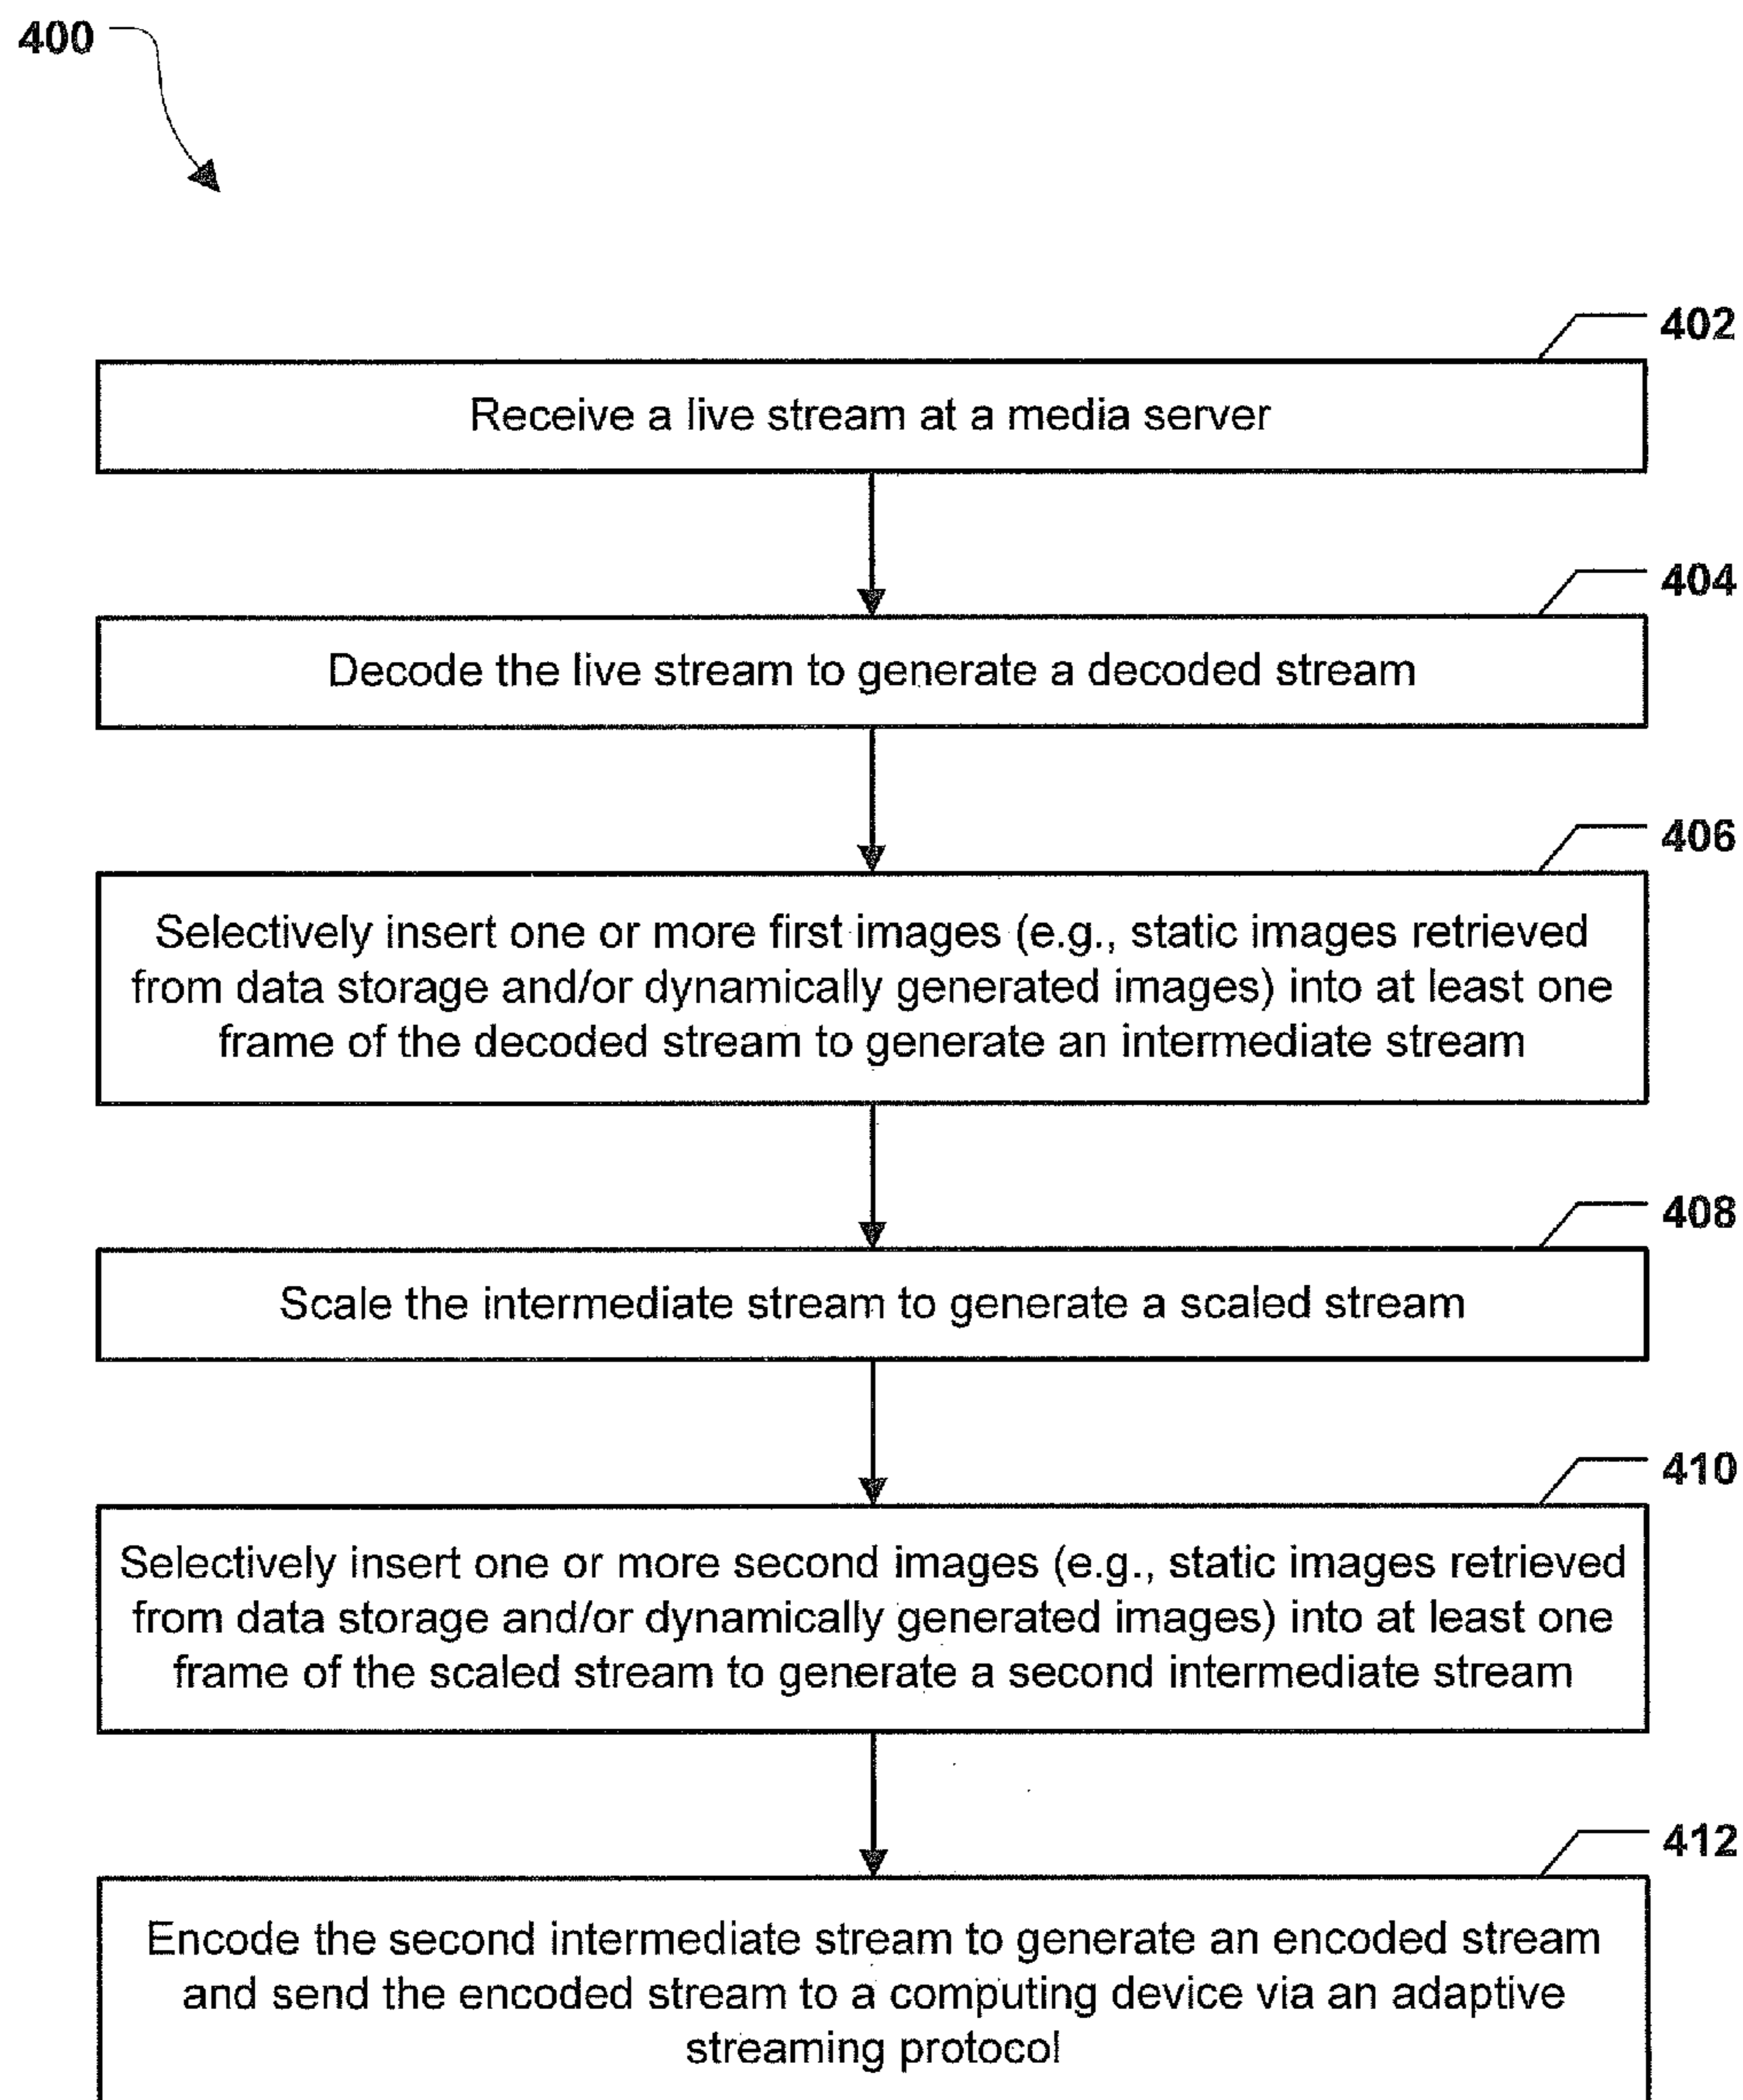 400
402
Receive a live stream at a media server
404
Decode the live stream to generate a decoded stream
406
Selectively insert one or more first images (e.g., static images retrieved
from data storage and/or dynamically generated images) into at least one
frame of the decoded stream to generate an intermediate stream
408
Scale the intermediate stream to generate a scaled stream
410
Selectively insert one or more second images (e.g., static images retrieved
from data storage and/or dynamically generated images) into at least one
frame of the scaled stream to generate a second intermediate stream
412
Encode the second intermediate stream to generate an encoded stream
and send the encoded stream to a computing device via an adaptive
streaming protocol